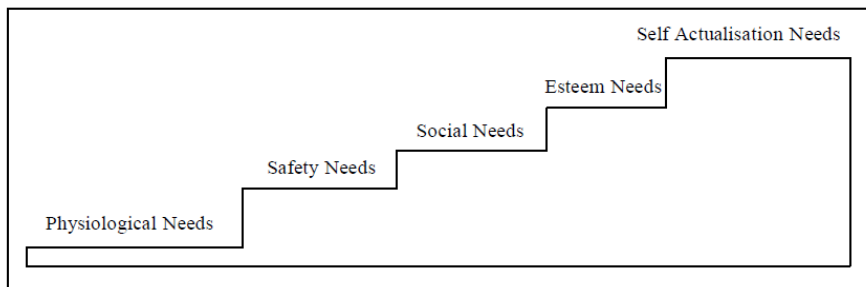 Self Actualisation Needs
Esteem Needs
Social Needs
Safety Needs
Physiological Needs